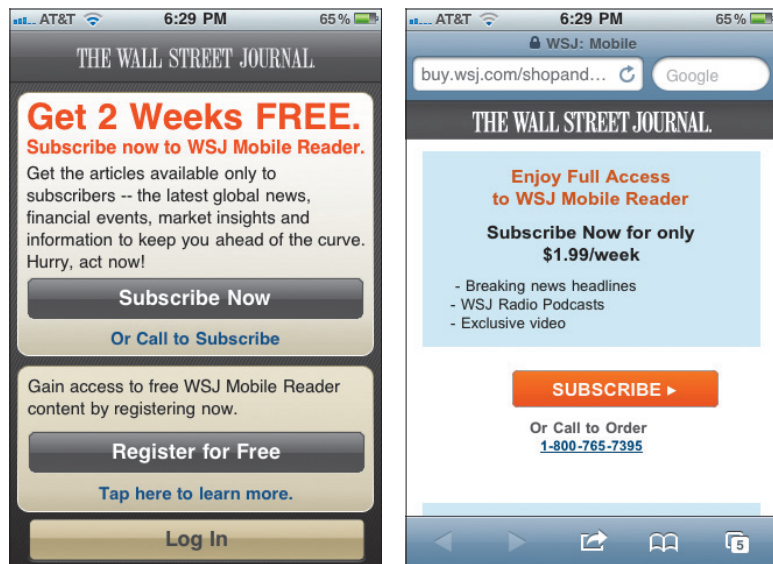 AT&T 6:29 PM 65%
THE WALL STREET JOURNAL.
Get 2 Weeks FREE.
Subscribe now to WSJ Mobile Reader.
Get the articles available only to
subscribers -- the latest global news,
financial events, market insights and
information to keep you ahead of the curve.
Hurry, act now!
Subscribe Now
Or Call to Subscribe
Gain access to free WSJ Mobile Reader
content by registering now.
Register for Free
Tap here to learn more.
Log In
AT&T 6:29 PM 65%
WSJ: Mobile
buy.wsj.com/shopand... Google
THE WALL STREET JOURNAL.
Enjoy Full Access
to WSJ Mobile Reader
Subscribe Now for only
$1.99/week
- Breaking news headlines
- WSJ Radio Podcasts
- Exclusive video
SUBSCRIBE ▸
Or Call to Order
1-800-765-7395
5